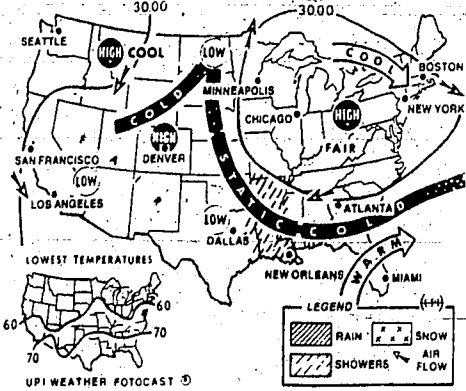 30.00
30.00
SEATTLE
HIGH COOL
LOW
COOL
BOSTON
MINNEAPOLIS
NEW YORK
COLD
CHICAGO
HIGH
HIGH
FAIR
DENVER
SAN FRANCISCO
LOW
STATIC
LOS ANGELES
LOW
ATLANTA
COLD
DALLAS
WARM
LOWEST TEMPERATURES
NEW ORLEANS
MIAMI
60
60
70
70
LEGEND
RAIN
SNOW
SHOWERS
AIR FLOW
UPI WEATHER FOTOCAST